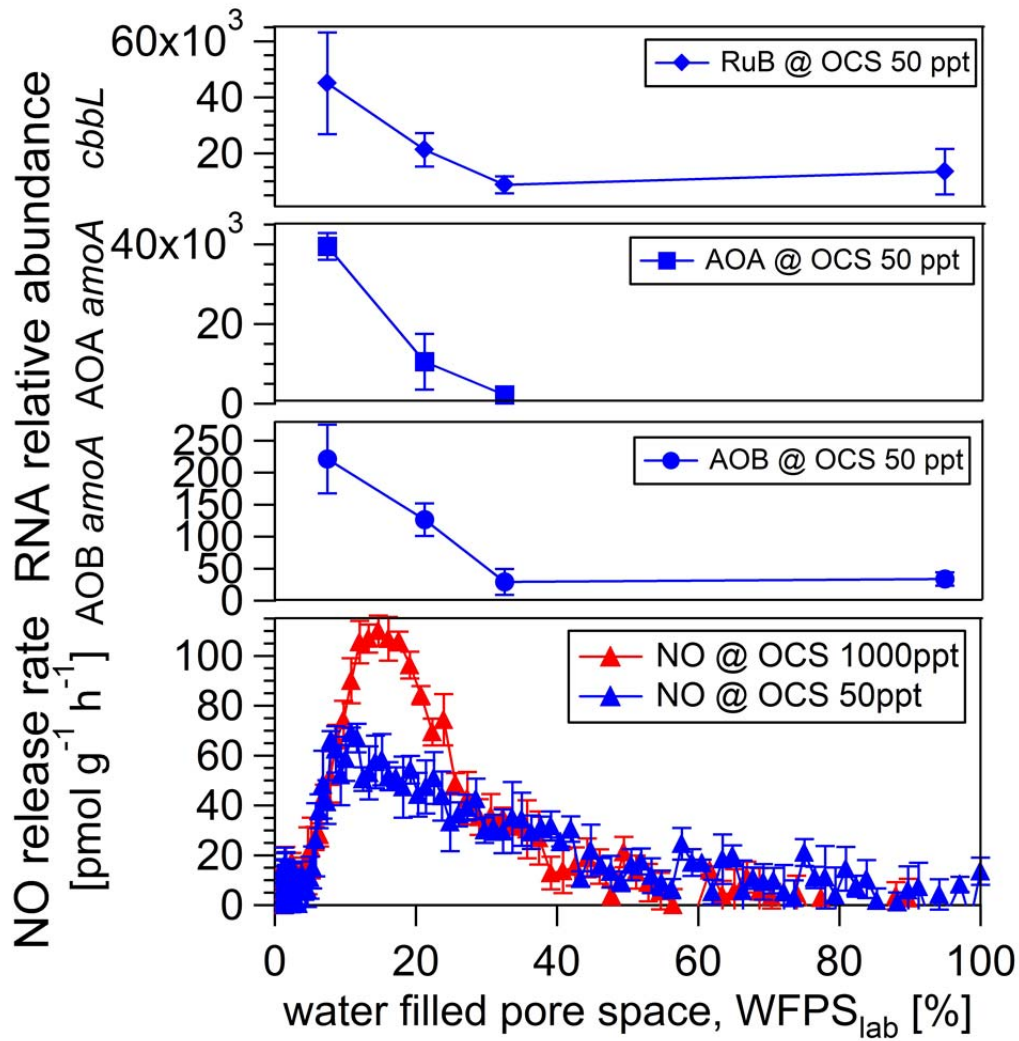 RNA relative abundance
cbbL
60x10³
40
20
RuB @ OCS 50 ppt
AOA amoA
40x10³
20
0
AOA @ OCS 50 ppt
AOB amoA
250
200
150
100
50
0
AOB @ OCS 50 ppt
NO release rate
[pmol g⁻¹ h⁻¹]
100
80
60
40
20
0
NO @ OCS 1000ppt
NO @ OCS 50ppt
0 20 40 60 80 100
water filled pore space, WFPS_lab [%]